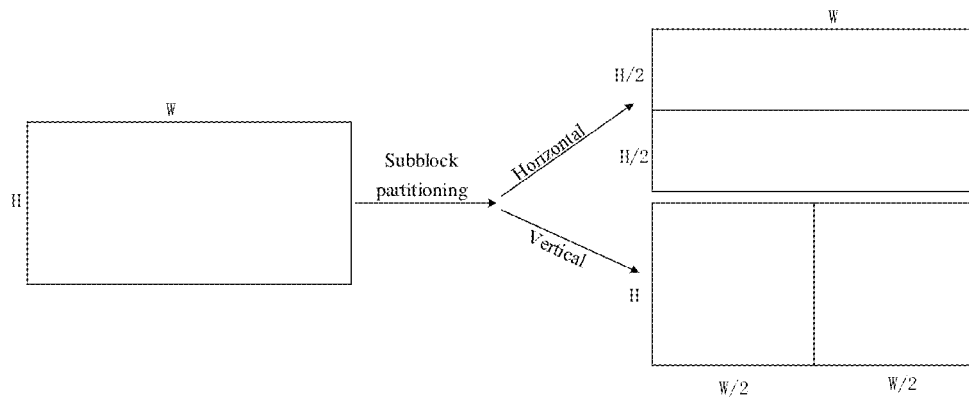 W
H
Subblock
partitioning
Horizontal
Vertical
W
H/2
H/2
H
W/2
W/2